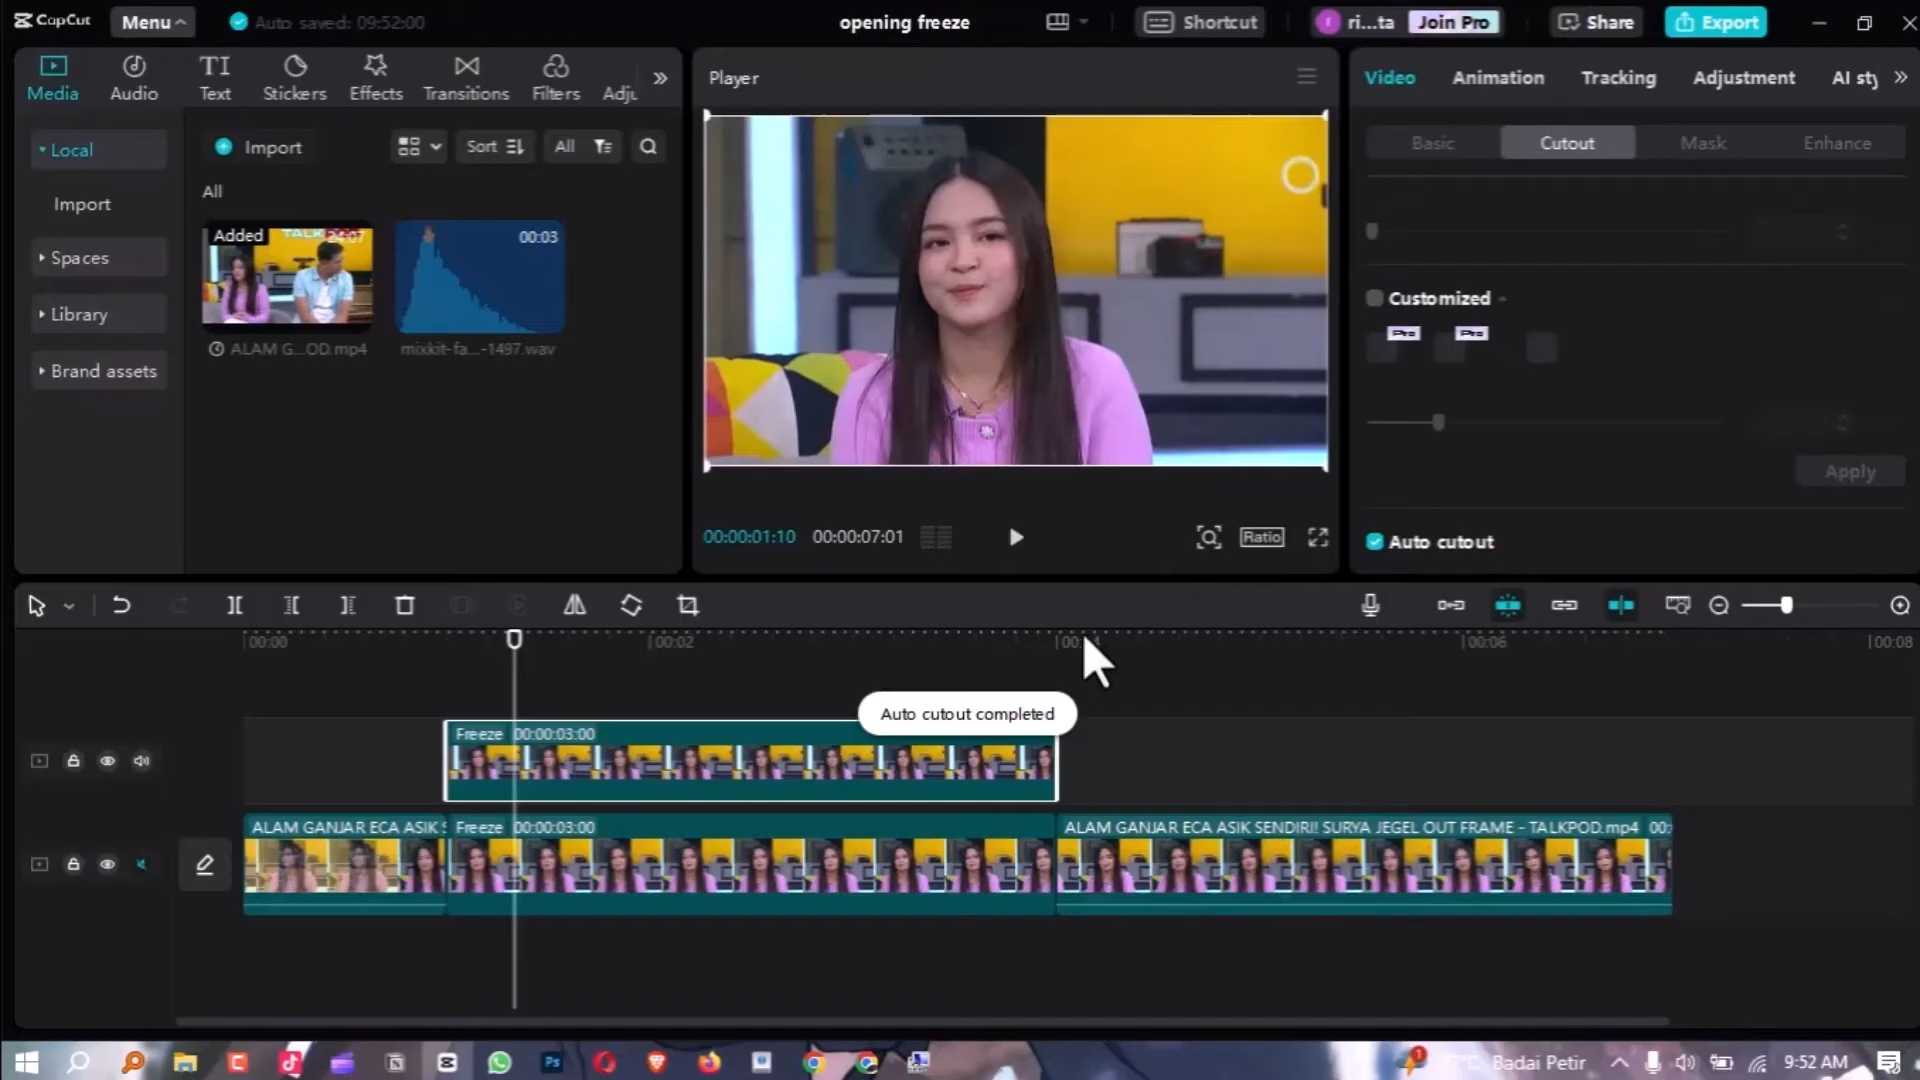 CapCut
Menu
Auto saved: 09:52:00
opening freeze
Shortcut
ri...ta
Join Pro
Share
Export
Media
Audio
Text
Stickers
Effects
Transitions
Filters
Adju
Player
Video
Animation
Tracking
Adjustment
AI sty
Local
Import
Sort
All
Basic
Cutout
Mask
Enhance
Import
All
Spaces
Library
Brand assets
Added
24:07
00:03
ALAM G...OD.mp4
mixkit-fa...-1497.wav
Customized
Pro
Pro
Apply
00:00:01:10
00:00:07:01
Ratio
Auto cutout
00:00
00:02
00:06
00:08
Auto cutout completed
Freeze 00:00:03:00
ALAM GANJAR ECA ASIK
Freeze 00:00:03:00
ALAM GANJAR ECA ASIK SENDIRI! SURYA JEGEL OUT FRAME - TALKPOD.mp4 00:
Badai Petir
9:52 AM